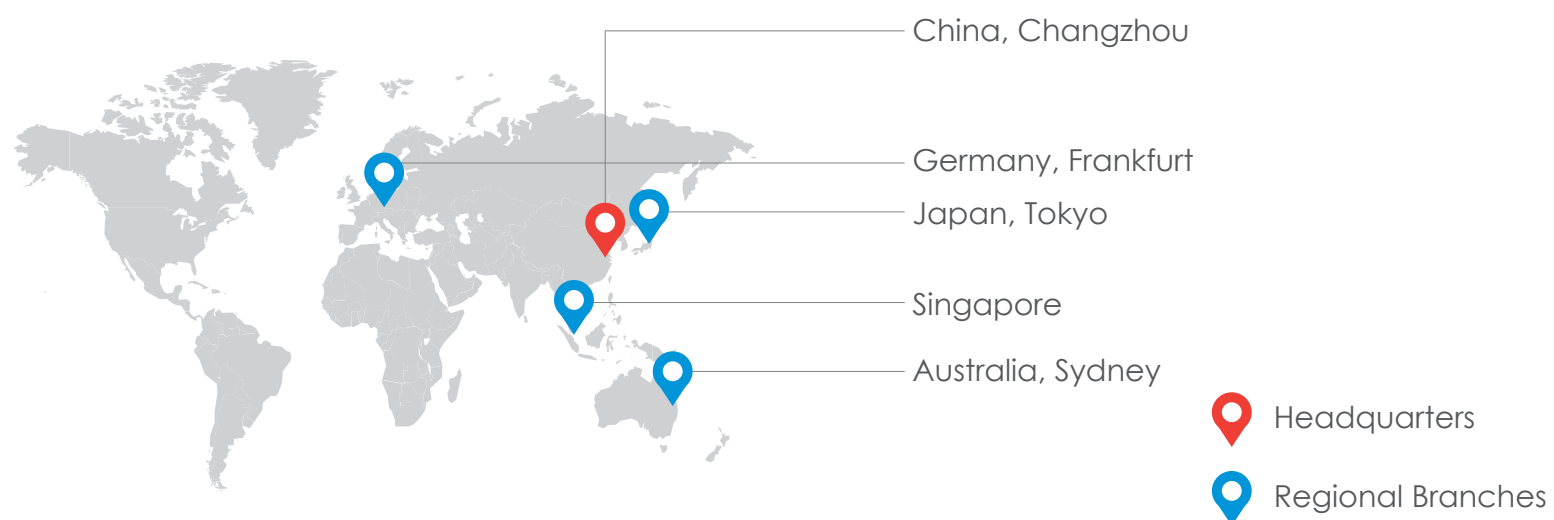 China, Changzhou
Germany, Frankfurt
Japan, Tokyo
Singapore
Australia, Sydney
Headquarters
Regional Branches